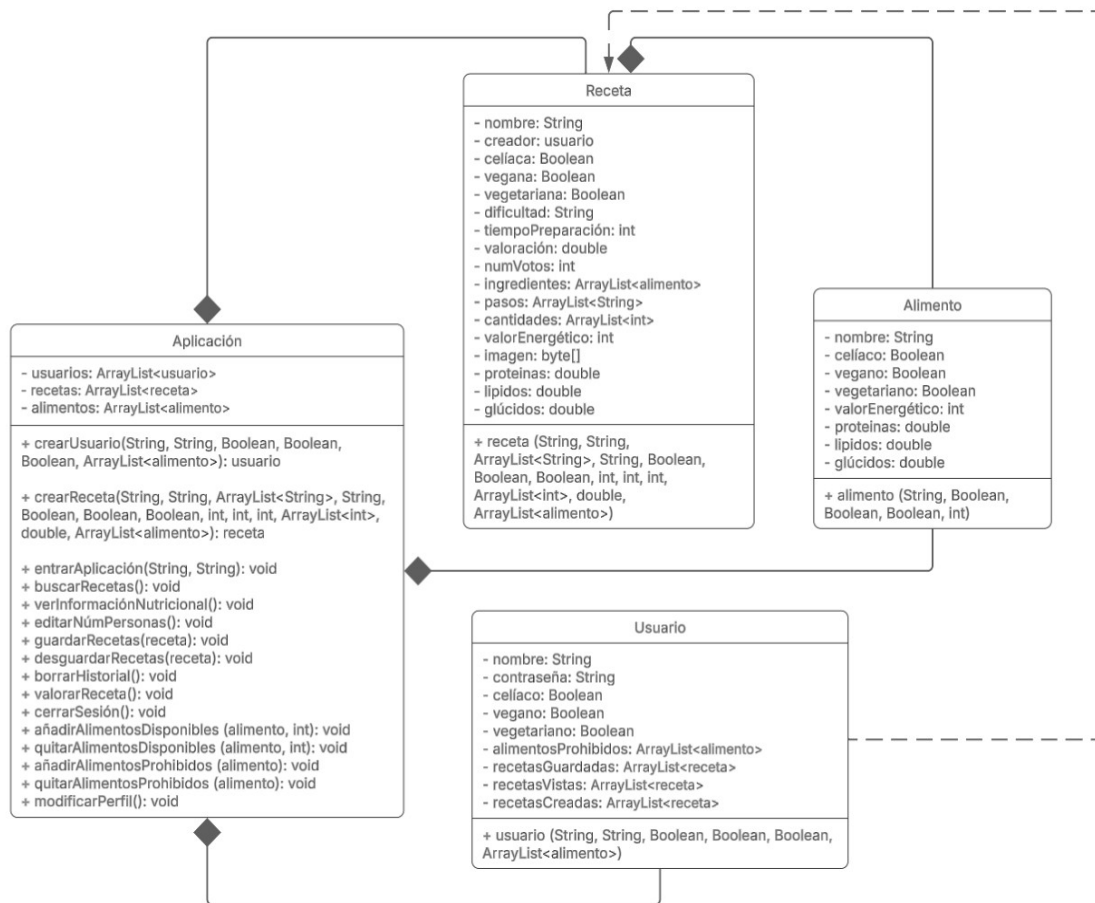 Receta
- nombre: String
- creador: usuario
- celíaca: Boolean
- vegana: Boolean
- vegetariana: Boolean
- dificultad: String
- tiempoPreparación: int
- valoración: double
- numVotos: int
- ingredientes: ArrayList<alimento>
- pasos: ArrayList<String>
- cantidades: ArrayList<int>
- valorEnergético: int
- imagen: byte[]
- proteinas: double
- lipidos: double
- glúcidos: double
+ receta (String, String,
ArrayList<String>, String, Boolean,
Boolean, Boolean, int, int, int,
ArrayList<int>, double,
ArrayList<alimento>)
Alimento
- nombre: String
- celíaco: Boolean
- vegano: Boolean
- vegetariano: Boolean
- valorEnergético: int
- proteinas: double
- lipidos: double
- glúcidos: double
+ alimento (String, Boolean,
Boolean, Boolean, int)
Aplicación
- usuarios: ArrayList<usuario>
- recetas: ArrayList<receta>
- alimentos: ArrayList<alimento>
+ crearUsuario(String, String, Boolean, Boolean,
Boolean, ArrayList<alimento>): usuario
+ crearReceta(String, String, ArrayList<String>, String,
Boolean, Boolean, Boolean, int, int, int, ArrayList<int>,
double, ArrayList<alimento>): receta
+ entrarAplicación(String, String): void
+ buscarRecetas(): void
+ verInformaciónNutricional(): void
+ editarNúmPersonas(): void
+ guardarRecetas(receta): void
+ desguardarRecetas(receta): void
+ borrarHistorial(): void
+ valorarReceta(): void
+ cerrarSesión(): void
+ añadirAlimentosDisponibles (alimento, int): void
+ quitarAlimentosDisponibles (alimento, int): void
+ añadirAlimentosProhibidos (alimento): void
+ quitarAlimentosProhibidos (alimento): void
+ modificarPerfil(): void
Usuario
- nombre: String
- contraseña: String
- celíaco: Boolean
- vegano: Boolean
- vegetariano: Boolean
- alimentosProhibidos: ArrayList<alimento>
- recetasGuardadas: ArrayList<receta>
- recetasVistas: ArrayList<receta>
- recetasCreadas: ArrayList<receta>
+ usuario (String, String, Boolean, Boolean, Boolean,
ArrayList<alimento>)